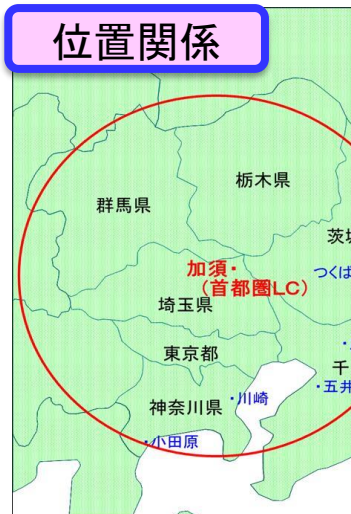 位置関係
栃木県
群馬県
茨
加須・
つくば
(首都圏LC)
埼玉県
東京都
千
・五井
神奈川県
・川崎
・小田原